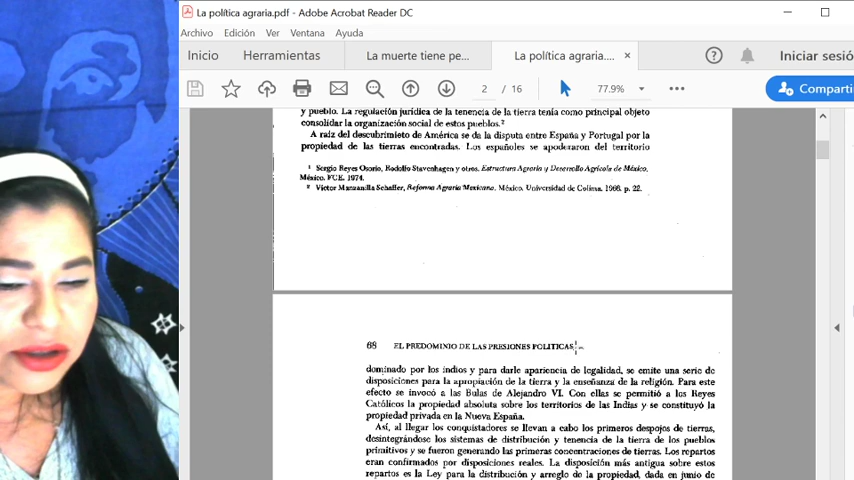 La política agraria.pdf - Adobe Acrobat Reader DC
Archivo Edición Ver Ventana Ayuda
Inicio Herramientas La muerte tiene pe... La política agraria.... × Iniciar sesió
2 / 16 77.9% Comparti
y pueblo. La regulación jurídica de la tenencia de la tierra tenía como principal objeto
consolidar la organización social de estos pueblos.²
A raíz del descubrimieto de América se da la disputa entre España y Portugal por la
propiedad de las tierras encontradas. Los españoles se apoderaron del territorio
¹ Sergio Reyes Osorio, Rodolfo Stavenhagen y otros. Estructura Agraria y Desarrollo Agrícola de México,
México. FCE. 1974.
² Víctor Manzanilla Schaffer, Reforma Agraria Mexicana. México. Universidad de Colima. 1966. p. 22.
68 EL PREDOMINIO DE LAS PRESIONES POLITICAS
dominado por los indios y para darle apariencia de legalidad, se emite una serie de
disposiciones para la apropiación de la tierra y la enseñanza de la religión. Para este
efecto se invocó a las Bulas de Alejandro VI. Con ellas se permitió a los Reyes
Católicos la propiedad absoluta sobre los territorios de las Indias y se constituyó la
propiedad privada en la Nueva España.
Así, al llegar los conquistadores se llevan a cabo los primeros despojos de tierras,
desintegrándose los sistemas de distribución y tenencia de la tierra de los pueblos
primitivos y se fueron generando las primeras concentraciones de tierras. Los repartos
eran confirmados por disposiciones reales. La disposición más antigua sobre estos
repartos es la Ley para la distribución y arreglo de la propiedad, dada en junio de